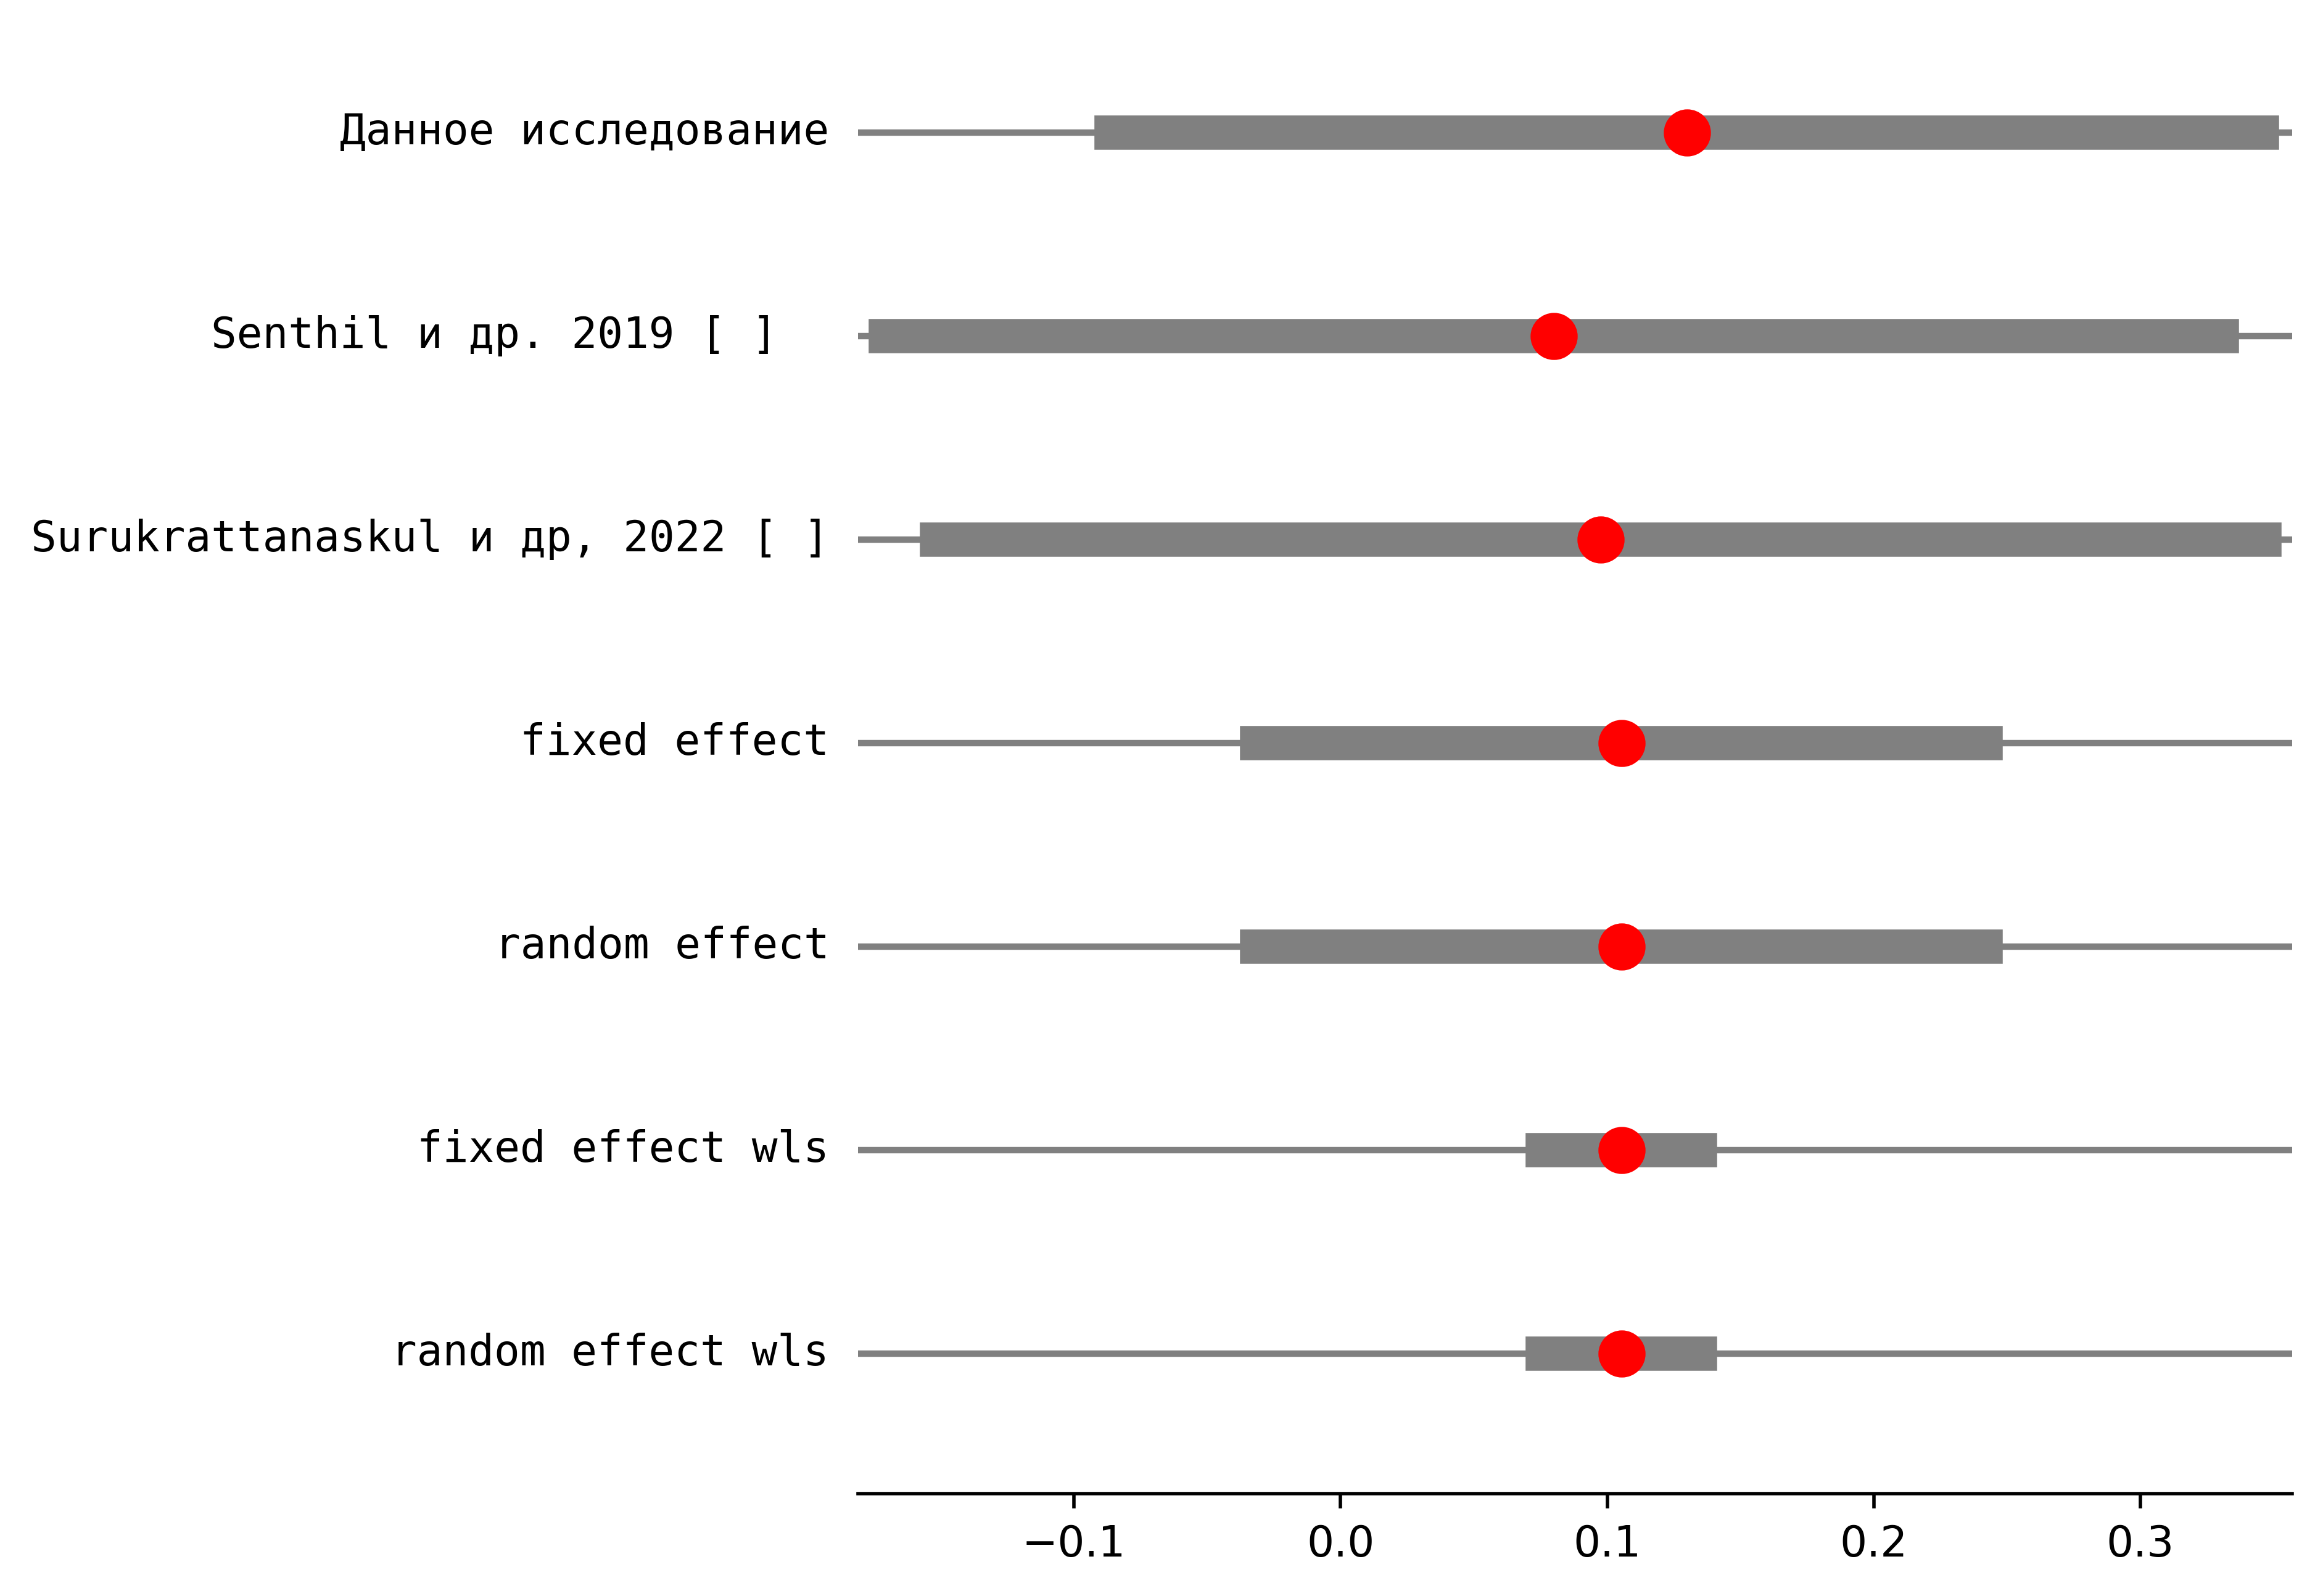 Данное исследование
Senthil и др. 2019 [ ]
Surukrattanaskul и др, 2022 [ ]
fixed effect
random effect
fixed effect wls
random effect wls
−0.1 0.0 0.1 0.2 0.3